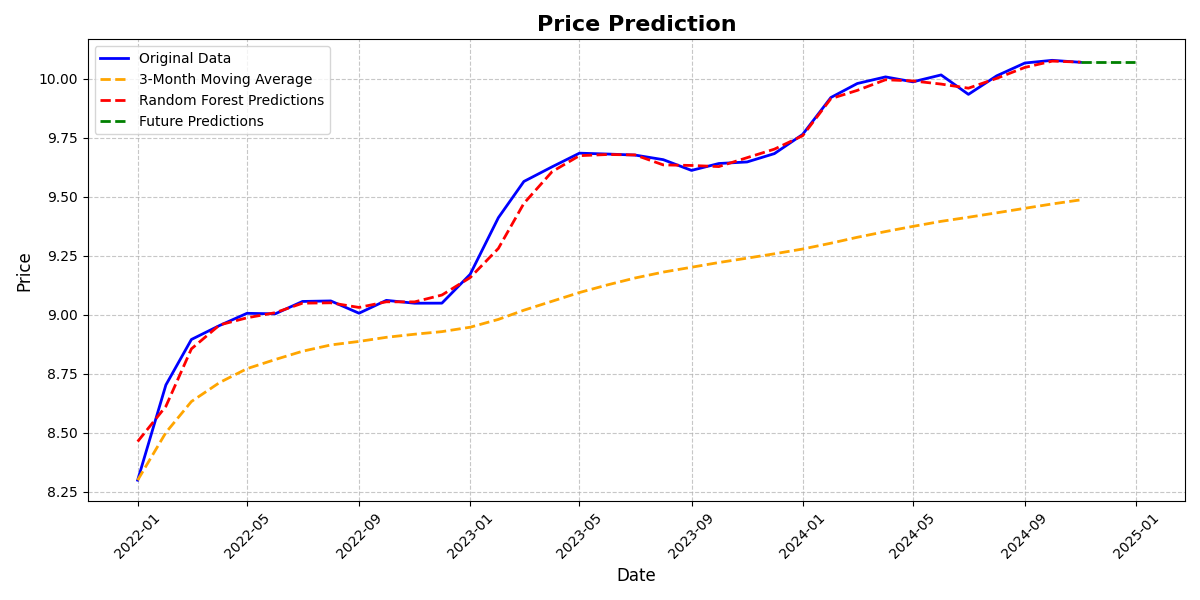 Price Prediction
Original Data
3-Month Moving Average
Random Forest Predictions
Future Predictions
Price
10.00
9.75
9.50
9.25
9.00
8.75
8.50
8.25
2022-01
2022-05
2022-09
2023-01
2023-05
2023-09
2024-01
2024-05
2024-09
2025-01
Date